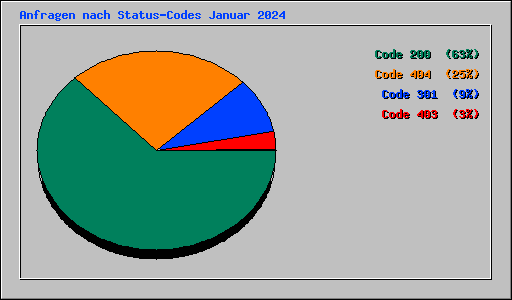 Anfragen nach Status-Codes Januar 2024
Code 200 (63%)
Code 404 (25%)
Code 301 (9%)
Code 403 (3%)